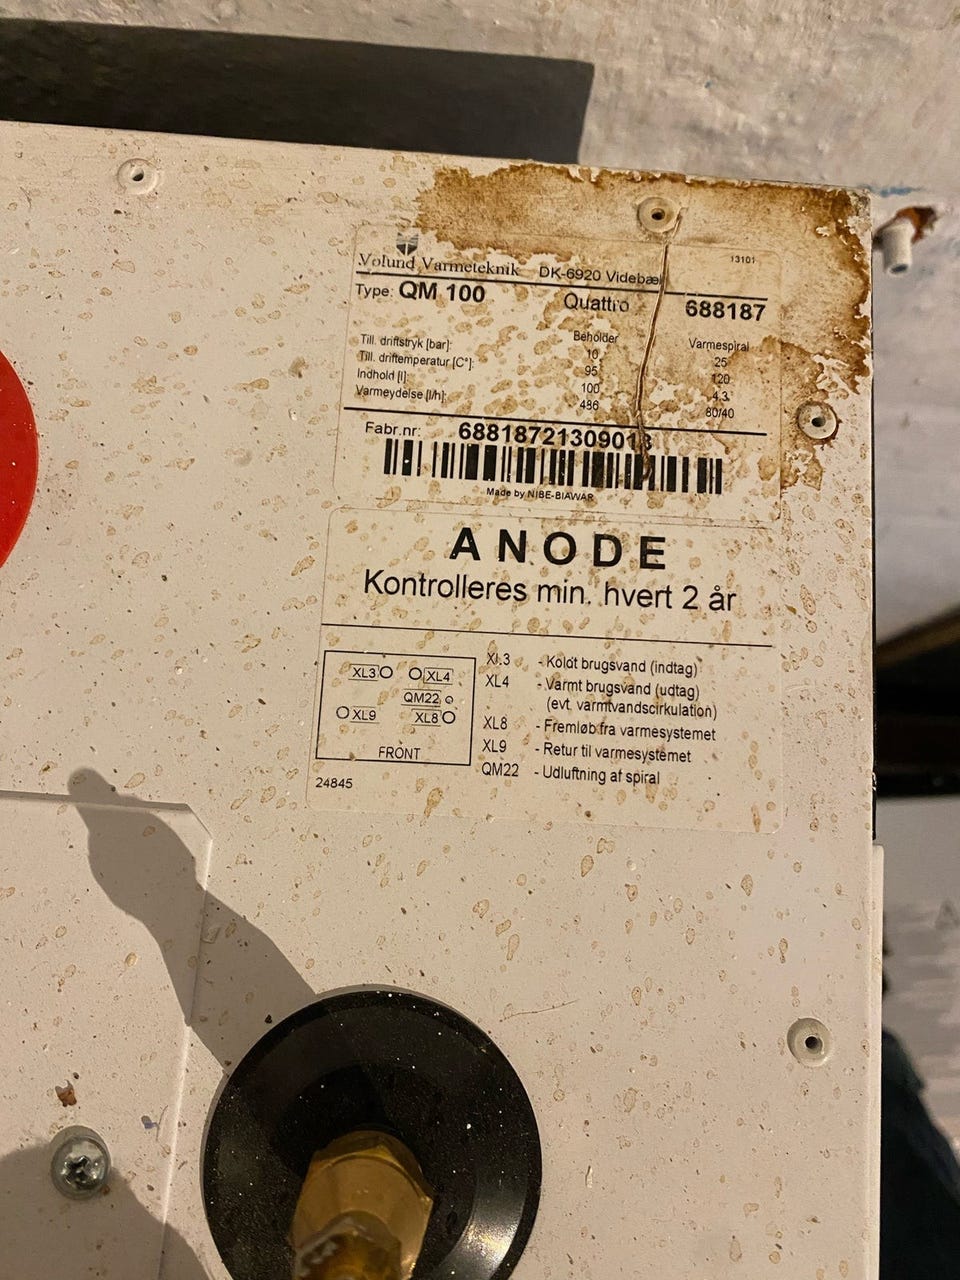 13101
Vølund Varmeteknik DK-6920 Videbæk
Type: QM 100 Quattro 688187
Beholder Varmespiral
Till. driftstryk [bar]: 10 25
Till. driftemperatur [C°]: 95 120
Indhold [l]: 100 4.3
Varmeydelse [l/h]: 486 80/40
Fabr.nr: 68818721309013
Made by NIBE-BIAWAR
ANODE
Kontrolleres min. hvert 2 år
XL3 XL4
QM22
XL9 XL8
FRONT
24845
XL3 - Koldt brugsvand (indtag)
XL4 - Varmt brugsvand (udtag)
(evt. varmtvandscirkulation)
XL8 - Fremløb fra varmesystemet
XL9 - Retur til varmesystemet
QM22 - Udluftning af spiral